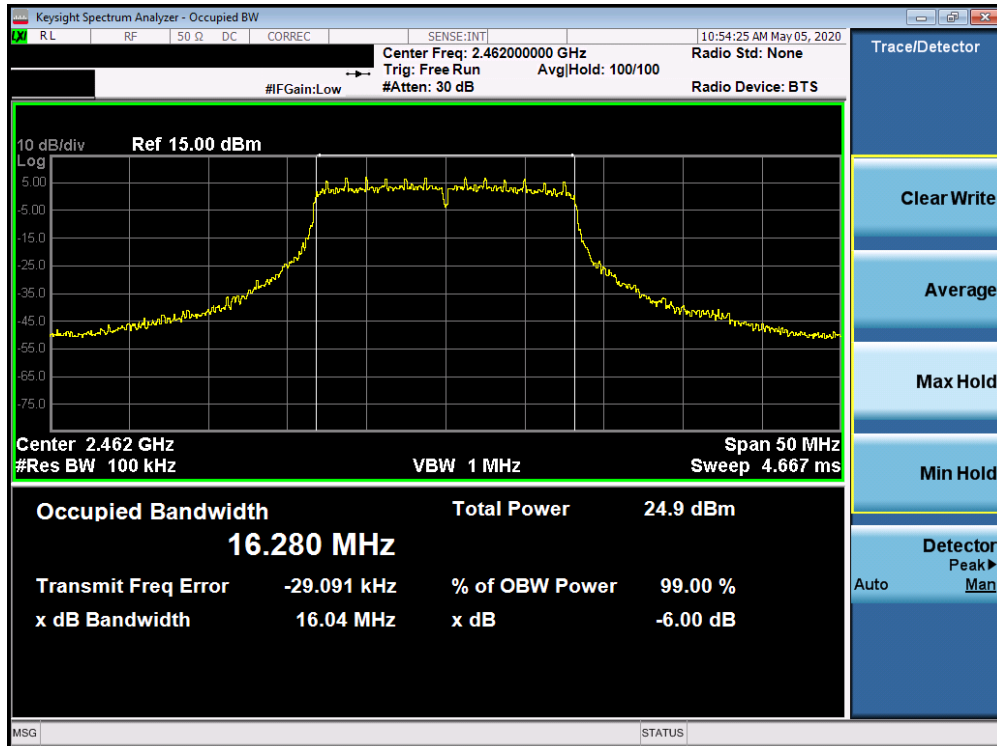 Keysight Spectrum Analyzer - Occupied BW
LXI RL RF 50 Ω DC CORREC SENSE:INT 10:54:25 AM May 05, 2020
Center Freq: 2.462000000 GHz Radio Std: None
Trig: Free Run Avg|Hold: 100/100
#IFGain:Low #Atten: 30 dB Radio Device: BTS
10 dB/div Ref 15.00 dBm
Log
5.00
-5.00
-15.0
-25.0
-35.0
-45.0
-55.0
-65.0
-75.0
Center 2.462 GHz Span 50 MHz
#Res BW 100 kHz VBW 1 MHz Sweep 4.667 ms
Occupied Bandwidth Total Power 24.9 dBm
16.280 MHz
Transmit Freq Error -29.091 kHz % of OBW Power 99.00 %
x dB Bandwidth 16.04 MHz x dB -6.00 dB
MSG STATUS
Trace/Detector
Clear Write
Average
Max Hold
Min Hold
Detector
Peak▶
Auto Man